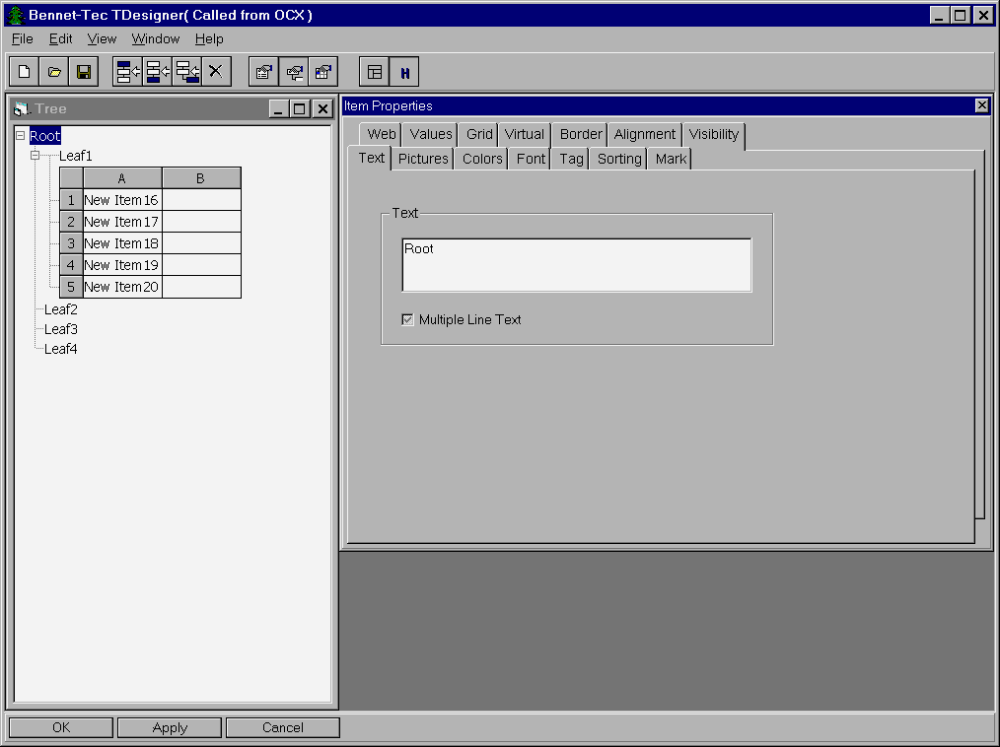 Bennet-Tec TDesigner( Called from OCX )
File Edit View Window Help
H
Tree
Root
Leaf1
A B
1 New Item16
2 New Item17
3 New Item18
4 New Item19
5 New Item20
Leaf2
Leaf3
Leaf4
Item Properties
Web Values Grid Virtual Border Alignment Visibility
Text Pictures Colors Font Tag Sorting Mark
Text
Root
Multiple Line Text
OK Apply Cancel